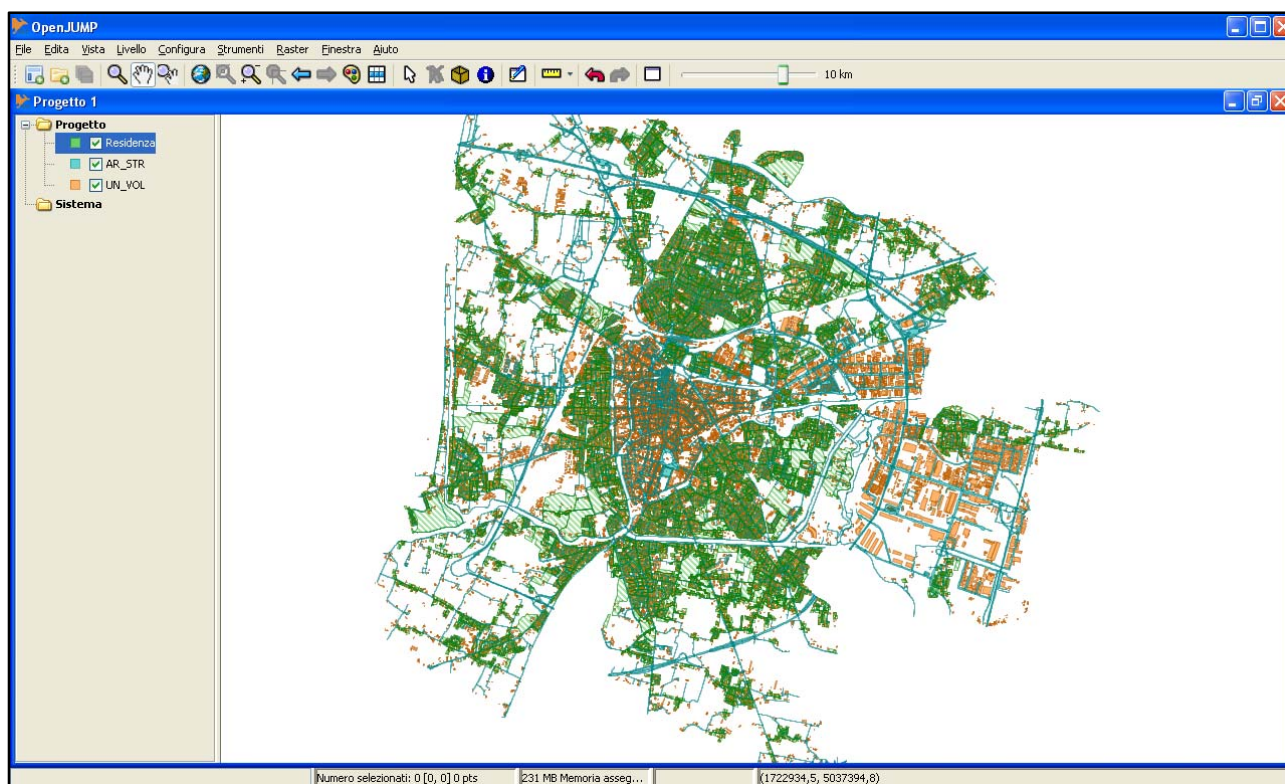 OpenJUMP
File Edita Vista Livello Configura Strumenti Raster Finestra Aiuto
10 km
Progetto 1
Progetto
Residenza
AR_STR
UN_VOL
Sistema
Numero selezionati: 0 [0, 0] 0 pts 231 MB Memoria asseg... (1722934,5, 5037394,8)